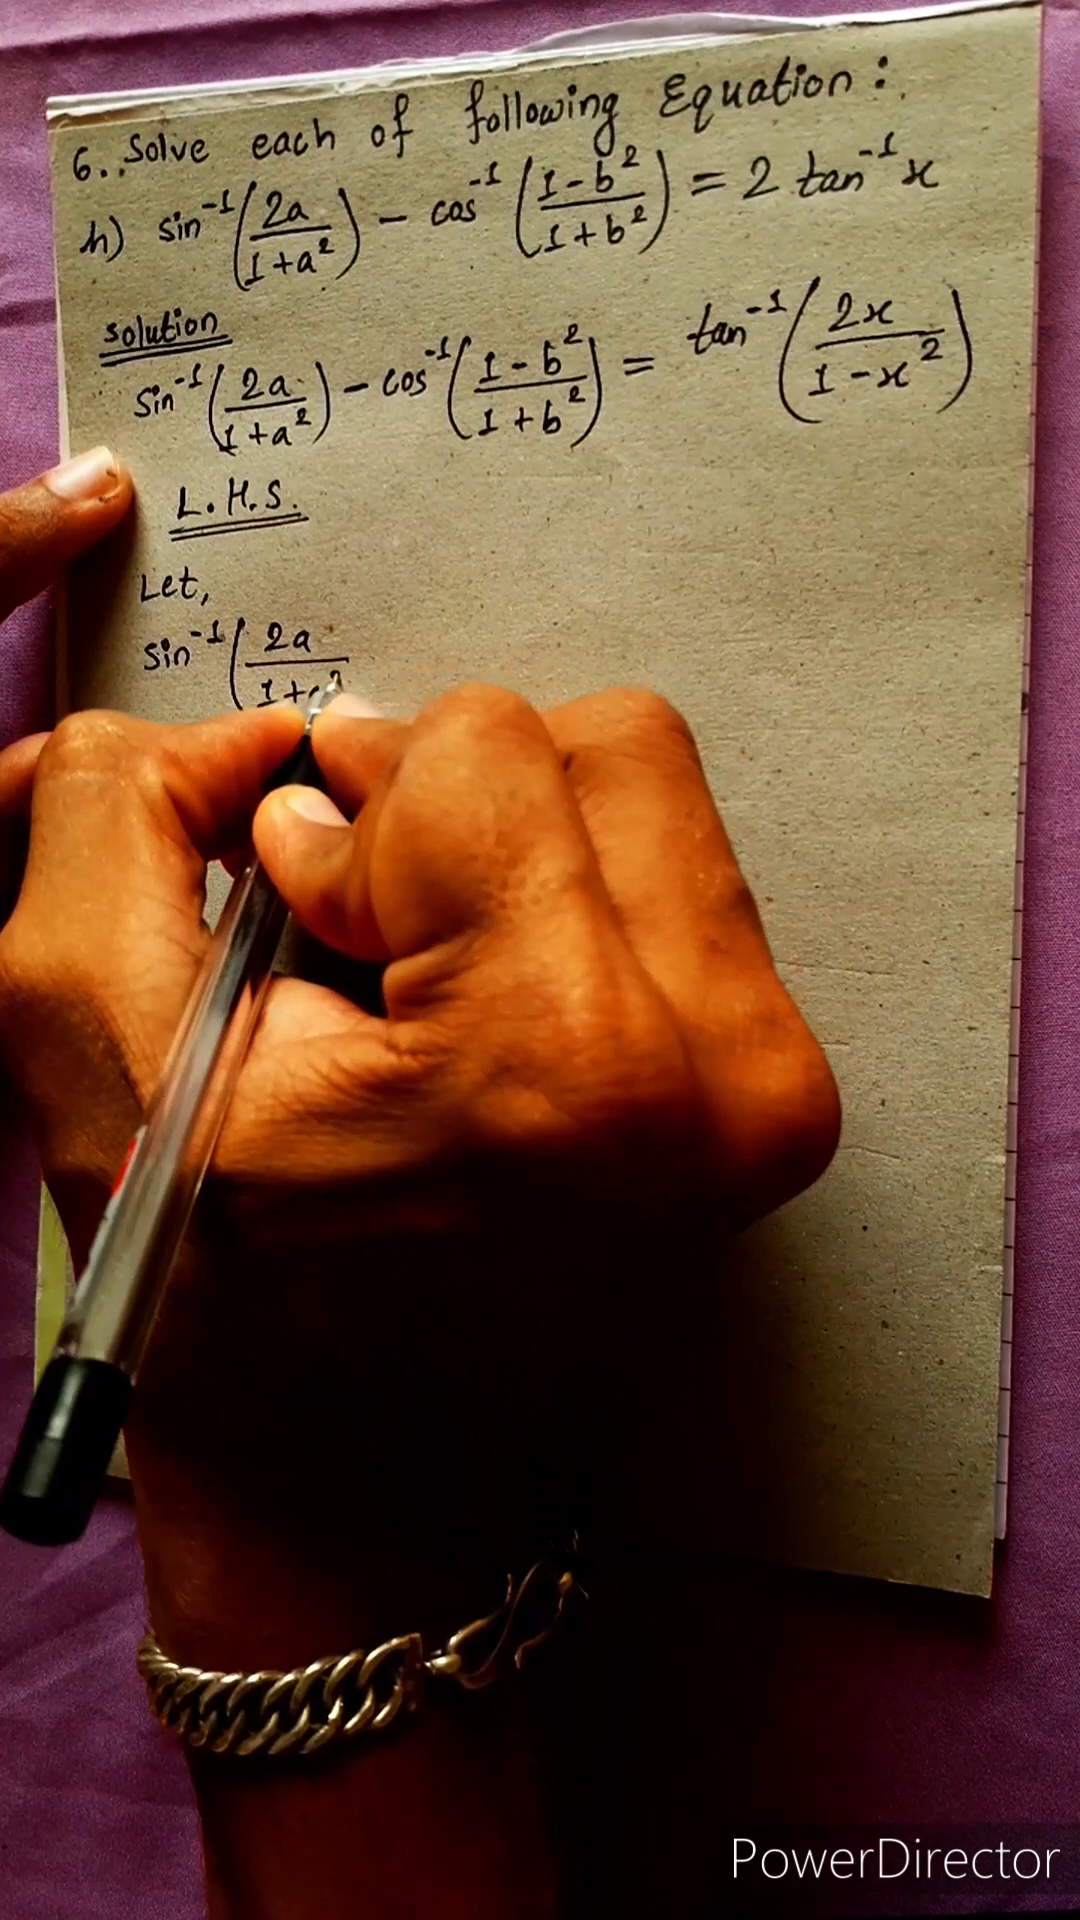 6.. Solve each of following Equation:
h) sin⁻¹(2a/1+a²) - cos⁻¹(1-b²/1+b²) = 2 tan⁻¹x
Solution
sin⁻¹(2a/1+a²) - cos⁻¹(1-b²/1+b²) = tan⁻¹(2x/1-x²)
L.H.S.
Let,
sin⁻¹(2a/1+a²
PowerDirector